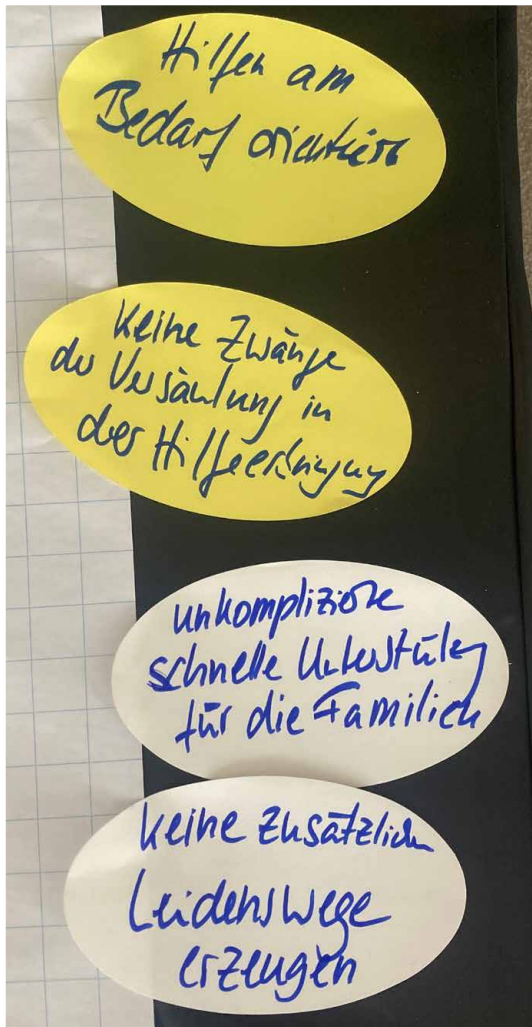 Hilfen am
Bedarf orientiert
Keine Zwänge
der Versäulung in
der Hilfeerbringung
unkomplizierte
schnelle Unterstützung
für die Familien
keine zusätzlichen
Leidenswege
erzeugen